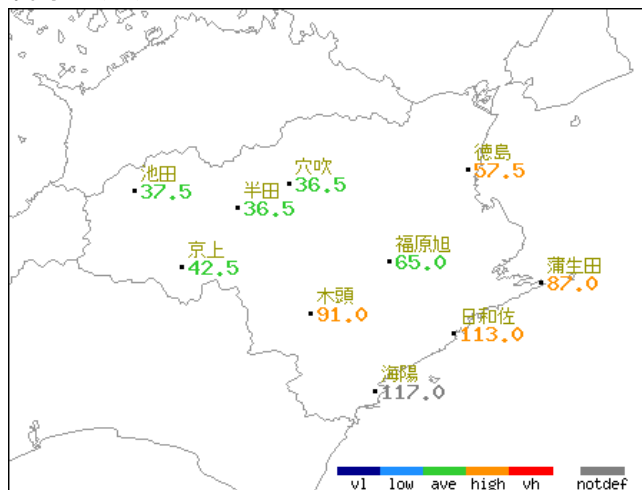 徳島
57.5
穴吹
36.5
池田
37.5
半田
36.5
京上
42.5
福原旭
65.0
蒲生田
87.0
木頭
91.0
日和佐
113.0
海陽
117.0
vl low ave high vh notdef